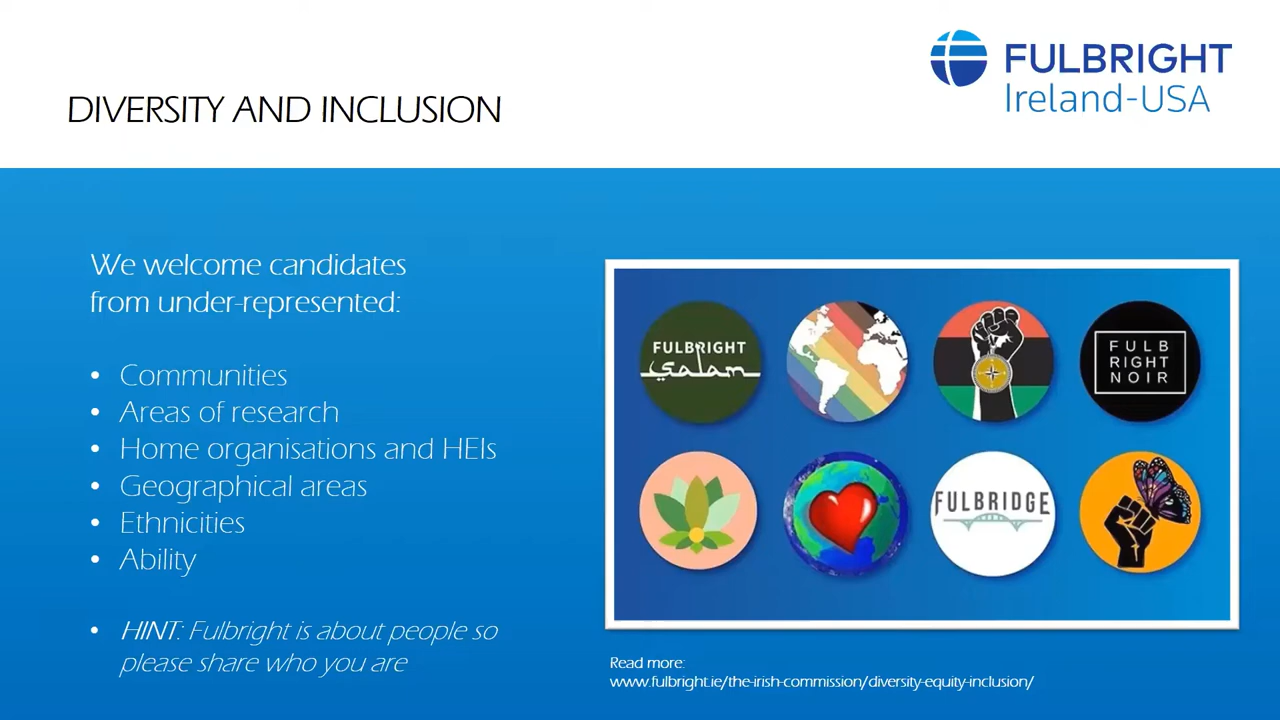 FULBRIGHT
Ireland-USA
DIVERSITY AND INCLUSION
We welcome candidates
from under-represented:
• Communities
• Areas of research
• Home organisations and HEIs
• Geographical areas
• Ethnicities
• Ability
• HINT: Fulbright is about people so
please share who you are
FULBRIGHT
salam
FULB
RIGHT
NOIR
FULBRIDGE
Read more:
www.fulbright.ie/the-irish-commission/diversity-equity-inclusion/